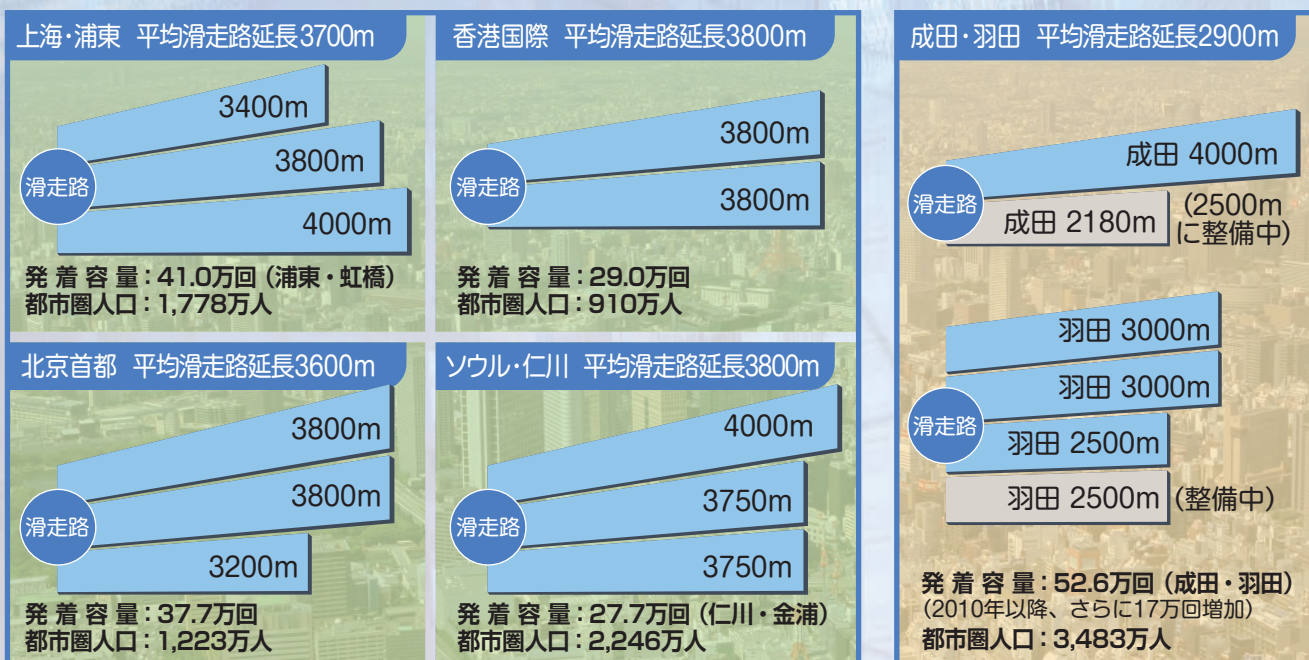 上海・浦東 平均滑走路延長3700m
3400m
3800m
滑走路
4000m
発着容量：41.0万回（浦東・虹橋）
都市圏人口：1,778万人
香港国際 平均滑走路延長3800m
3800m
滑走路
3800m
発着容量：29.0万回
都市圏人口：910万人
北京首都 平均滑走路延長3600m
3800m
3800m
滑走路
3200m
発着容量：37.7万回
都市圏人口：1,223万人
ソウル・仁川 平均滑走路延長3800m
4000m
3750m
滑走路
3750m
発着容量：27.7万回（仁川・金浦）
都市圏人口：2,246万人
成田・羽田 平均滑走路延長2900m
成田 4000m
滑走路
成田 2180m （2500m
に整備中）
羽田 3000m
羽田 3000m
滑走路
羽田 2500m
羽田 2500m （整備中）
発着容量：52.6万回（成田・羽田）
（2010年以降、さらに17万回増加）
都市圏人口：3,483万人